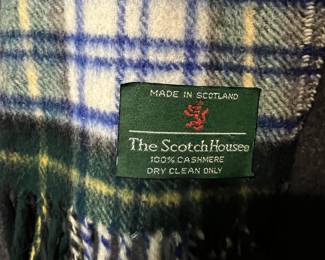 MADE IN SCOTLAND
The Scotch House®
100% CASHMERE
DRY CLEAN ONLY